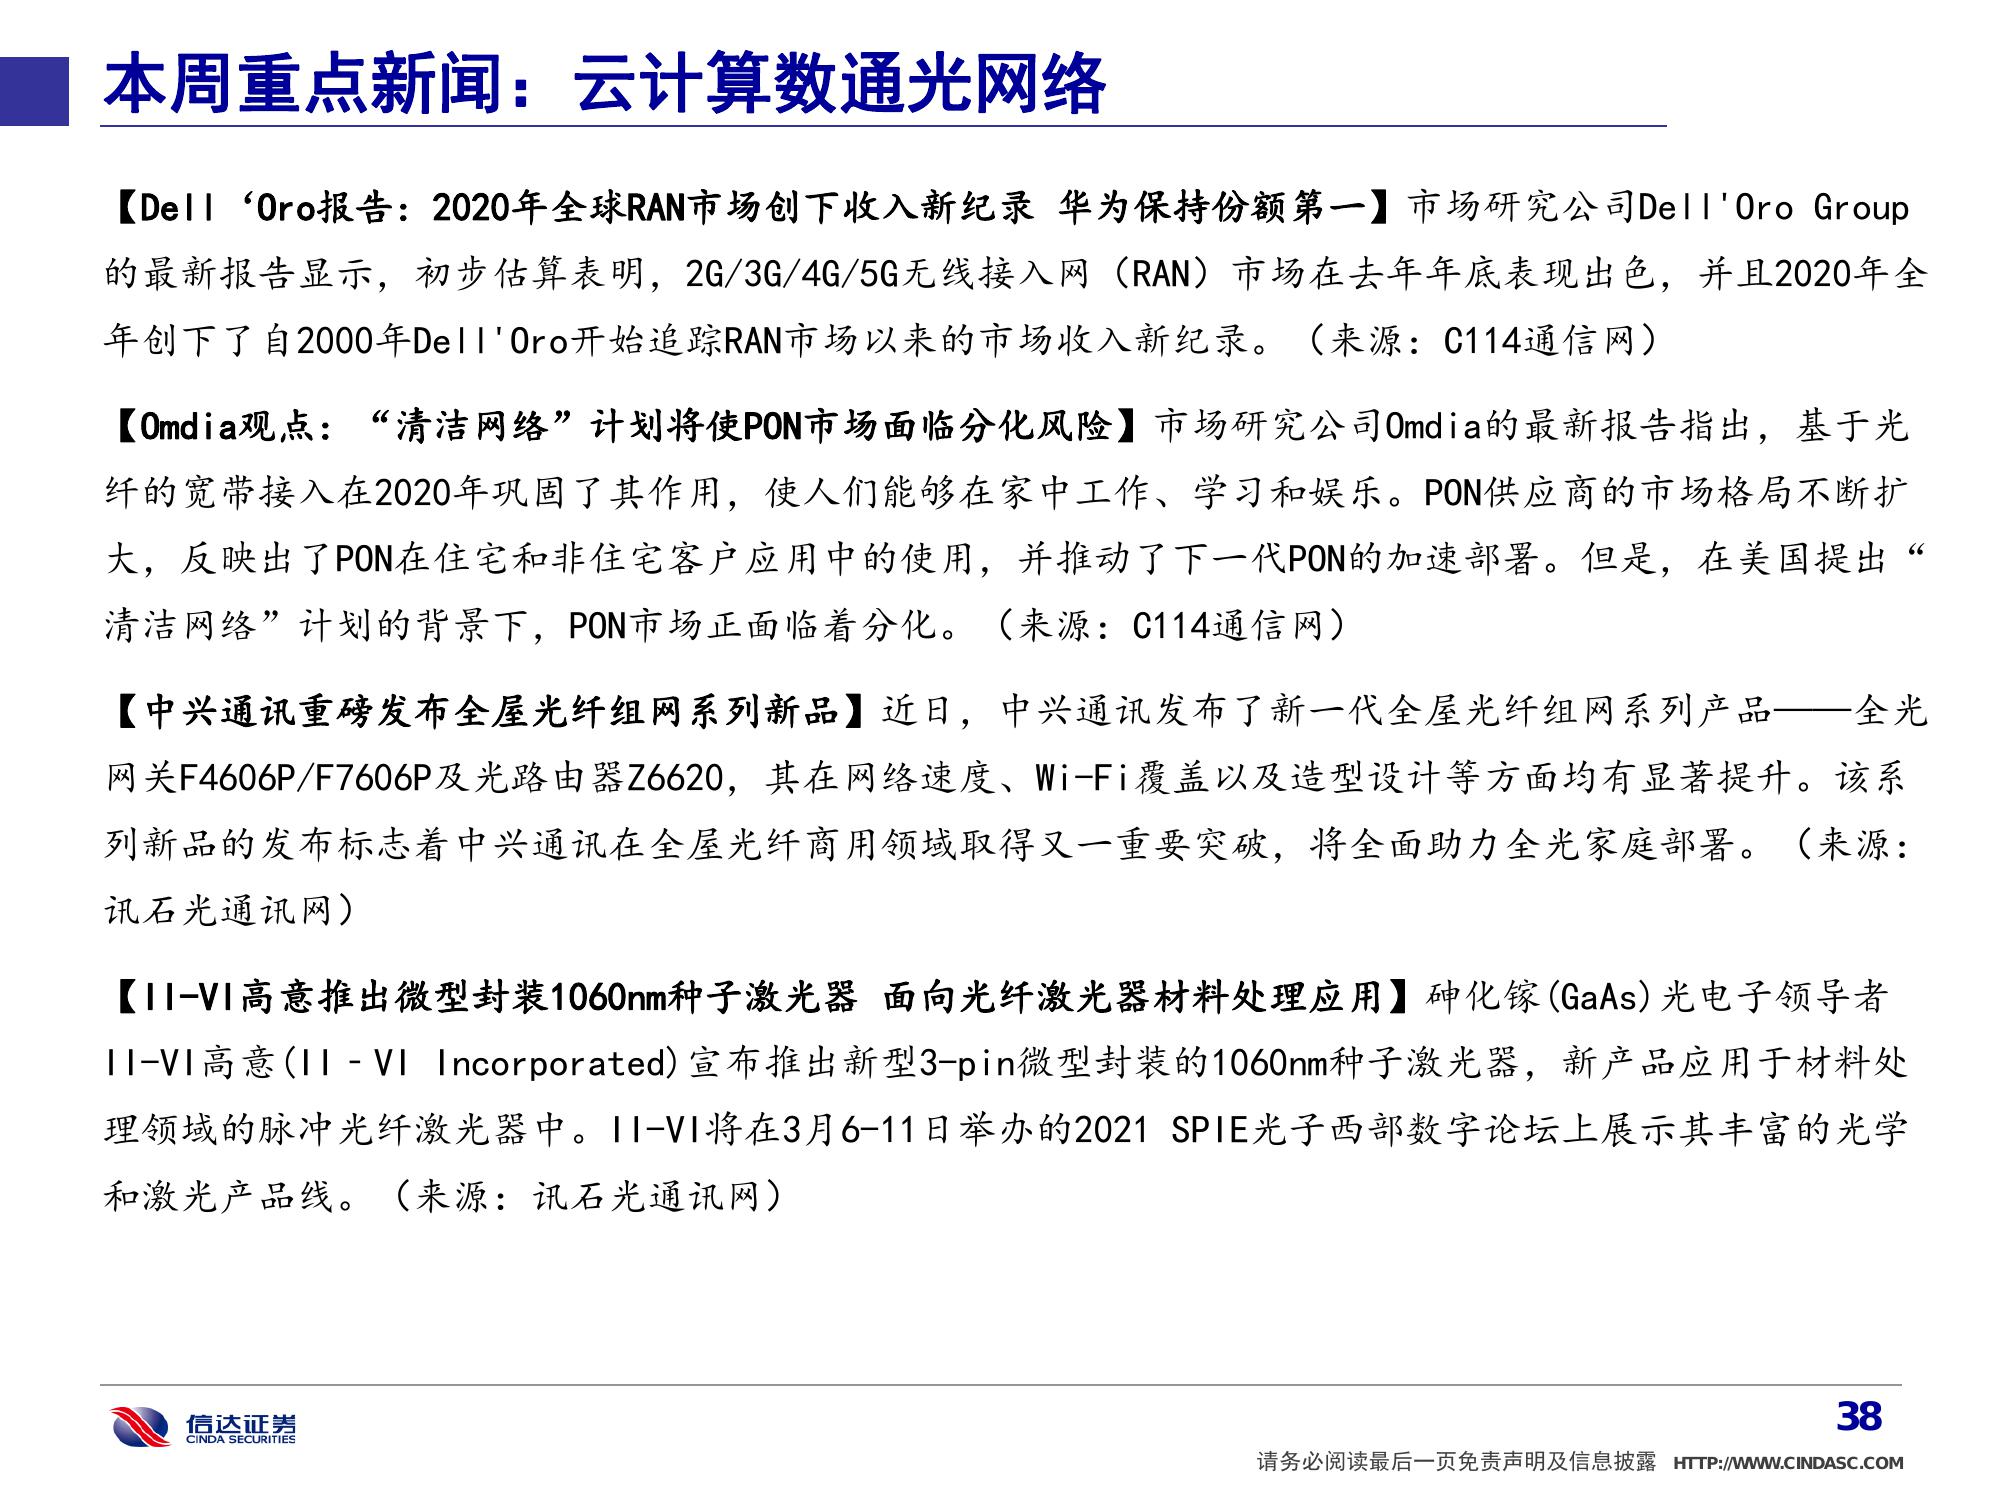 本周重点新闻：云计算数通光网络
【Dell‘Oro报告：2020年全球RAN市场创下收入新纪录 华为保持份额第一】市场研究公司Dell'Oro Group
的最新报告显示，初步估算表明，2G/3G/4G/5G无线接入网（RAN）市场在去年年底表现出色，并且2020年全
年创下了自2000年Dell'Oro开始追踪RAN市场以来的市场收入新纪录。（来源：C114通信网）
【Omdia观点：“清洁网络”计划将使PON市场面临分化风险】市场研究公司Omdia的最新报告指出，基于光
纤的宽带接入在2020年巩固了其作用，使人们能够在家中工作、学习和娱乐。PON供应商的市场格局不断扩
大，反映出了PON在住宅和非住宅客户应用中的使用，并推动了下一代PON的加速部署。但是，在美国提出“
清洁网络”计划的背景下，PON市场正面临着分化。（来源：C114通信网）
【中兴通讯重磅发布全屋光纤组网系列新品】近日，中兴通讯发布了新一代全屋光纤组网系列产品——全光
网关F4606P/F7606P及光路由器Z6620，其在网络速度、Wi-Fi覆盖以及造型设计等方面均有显著提升。该系
列新品的发布标志着中兴通讯在全屋光纤商用领域取得又一重要突破，将全面助力全光家庭部署。（来源：
讯石光通讯网）
【II-VI高意推出微型封装1060nm种子激光器 面向光纤激光器材料处理应用】砷化镓(GaAs)光电子领导者
II-VI高意(II‐VI Incorporated)宣布推出新型3-pin微型封装的1060nm种子激光器，新产品应用于材料处
理领域的脉冲光纤激光器中。II-VI将在3月6-11日举办的2021 SPIE光子西部数字论坛上展示其丰富的光学
和激光产品线。（来源：讯石光通讯网）
信达证券
CINDA SECURITIES
38
请务必阅读最后一页免责声明及信息披露 HTTP://WWW.CINDASC.COM